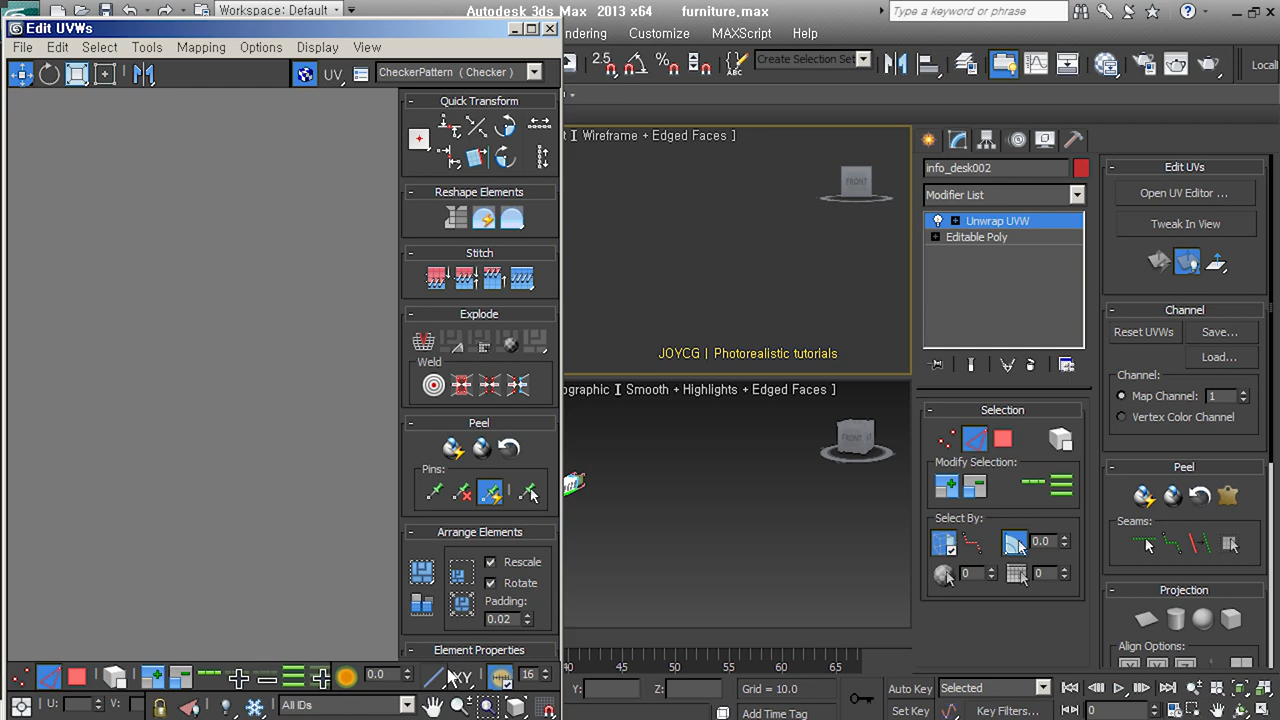 Workspace: Default
Autodesk 3ds Max 2013 x64 furniture.max
Type a keyword or phrase
Edit UVWs
File Edit Select Tools Mapping Options Display View
ndering Customize MAXScript Help
UV CheckerPattern ( Checker )
2.5
Create Selection Set
Locali
Quick Transform
Reshape Elements
Stitch
Explode
Weld
Peel
Pins:
Arrange Elements
Rescale
Rotate
Padding:
0.02
Element Properties
0.0
XY
16
U: V:
All IDs
Wireframe + Edged Faces ]
FRONT
JOYCG | Photorealistic tutorials
ographic ] Smooth + Highlights + Edged Faces ]
FRONT
40 45 50 55 60 65
Y: Z: Grid = 10.0
Add Time Tag
Auto Key Selected
Set Key Key Filters...
0
info_desk002
Modifier List
Unwrap UVW
Editable Poly
Selection
Modify Selection:
Select By:
0.0
0 0
Edit UVs
Open UV Editor ...
Tweak In View
Channel
Reset UVWs Save...
Load...
Channel:
Map Channel: 1
Vertex Color Channel
Peel
Seams:
Projection
Align Options: